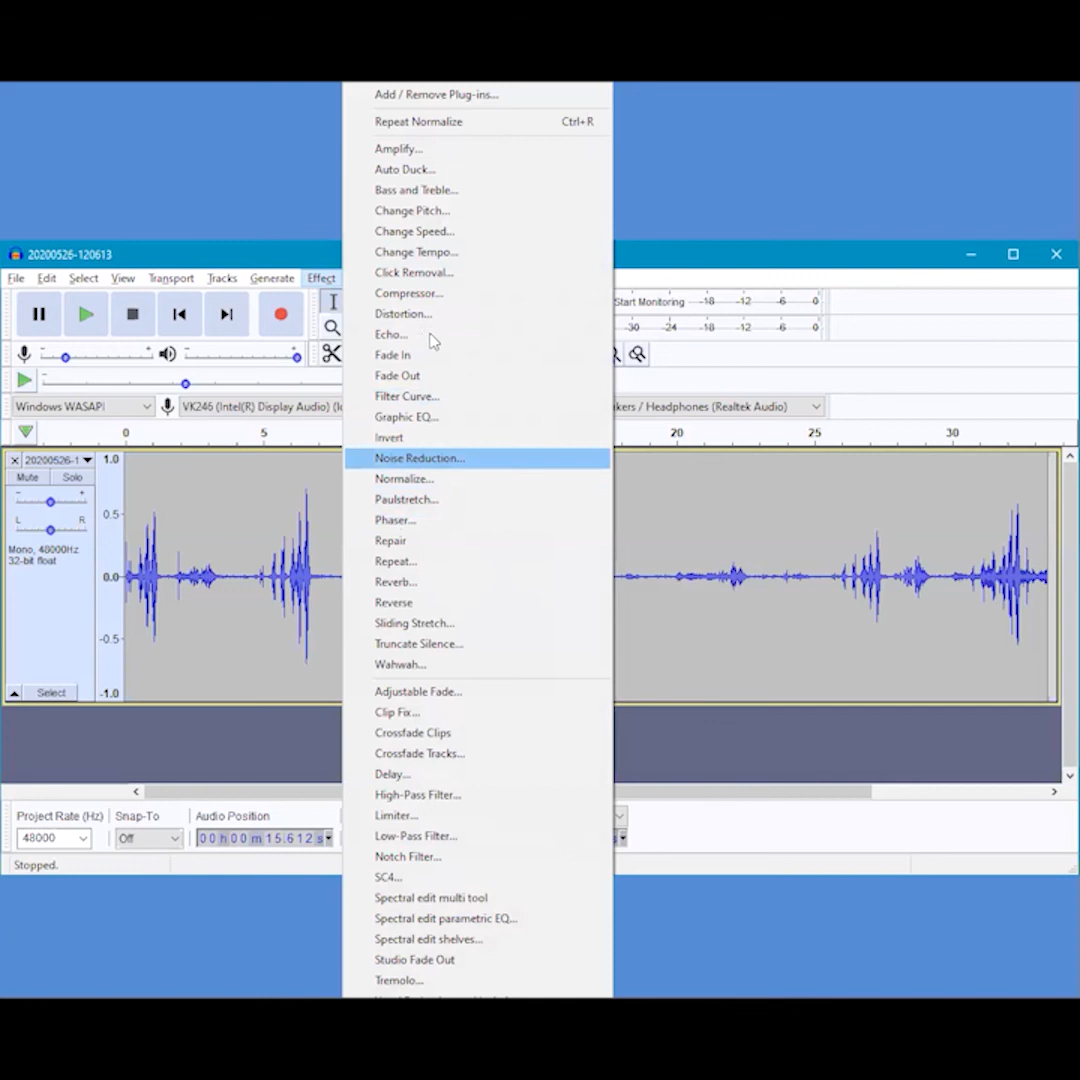 Add / Remove Plug-ins...
Repeat Normalize Ctrl+R
Amplify...
Auto Duck...
Bass and Treble...
Change Pitch...
Change Speed...
Change Tempo...
Click Removal...
Compressor...
Distortion...
Echo...
Fade In
Fade Out
Filter Curve...
Graphic EQ...
Invert
Noise Reduction...
Normalize...
Paulstretch...
Phaser...
Repair
Repeat...
Reverb...
Reverse
Sliding Stretch...
Truncate Silence...
Wahwah...
Adjustable Fade...
Clip Fix...
Crossfade Clips
Crossfade Tracks...
Delay...
High-Pass Filter...
Limiter...
Low-Pass Filter...
Notch Filter...
SC4...
Spectral edit multi tool
Spectral edit parametric EQ...
Spectral edit shelves...
Studio Fade Out
Tremolo...
20200526-120613
File Edit Select View Transport Tracks Generate Effect
Start Monitoring -18 -12 -6 0
-30 -24 -18 -12 -6 0
Windows WASAPI
VK246 (Intel(R) Display Audio)
/ Headphones (Realtek Audio)
0 5 20 25 30
20200526-1
Mute Solo
- +
L R
Mono, 48000Hz
32-bit float
Select
1.0
0.5
0.0
-0.5
-1.0
Project Rate (Hz) Snap-To Audio Position
48000 Off 00 h 00 m 15.612 s
Stopped.